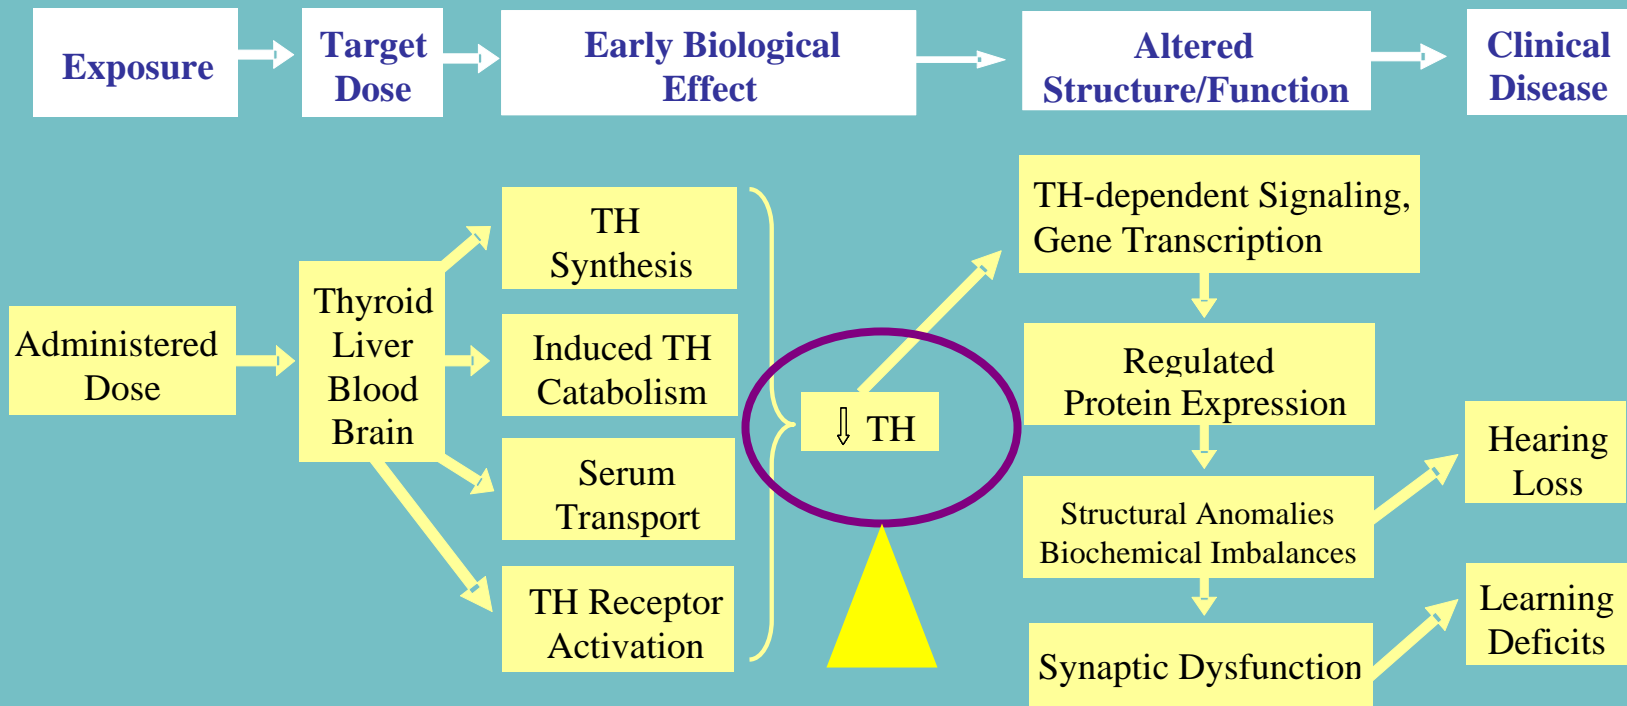 Exposure
Target
Dose
Early Biological
Effect
Altered
Structure/Function
Clinical
Disease
Administered
Dose
Thyroid
Liver
Blood
Brain
TH
Synthesis
Induced TH
Catabolism
Serum
Transport
TH Receptor
Activation
⇩ TH
TH-dependent Signaling,
Gene Transcription
Regulated
Protein Expression
Structural Anomalies
Biochemical Imbalances
Synaptic Dysfunction
Hearing
Loss
Learning
Deficits